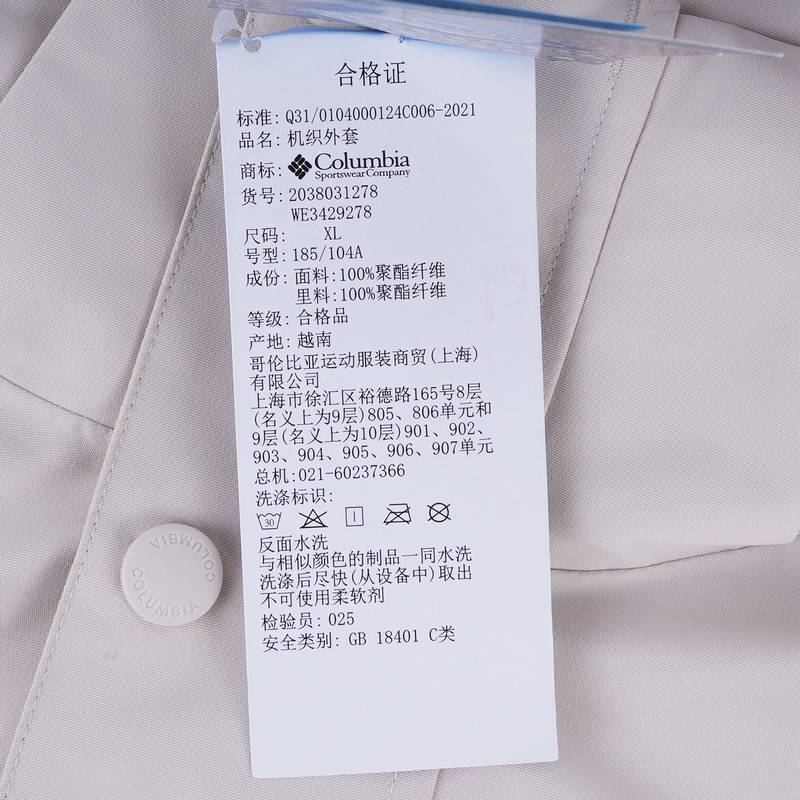 合格证
标准: Q31/0104000124C006-2021
品名: 机织外套
商标: Columbia
Sportswear Company
货号: 2038031278
WE3429278
尺码: XL
号型: 185/104A
成份: 面料:100%聚酯纤维
里料:100%聚酯纤维
等级: 合格品
产地: 越南
哥伦比亚运动服装商贸(上海)
有限公司
上海市徐汇区裕德路165号8层
(名义上为9层)805、806单元和
9层(名义上为10层)901、902、
903、904、905、906、907单元
总机:021-60237366
洗涤标识:
30
反面水洗
与相似颜色的制品一同水洗
洗涤后尽快(从设备中)取出
不可使用柔软剂
检验员: 025
安全类别: GB 18401 C类
COLUMBIA
COLUMBIA